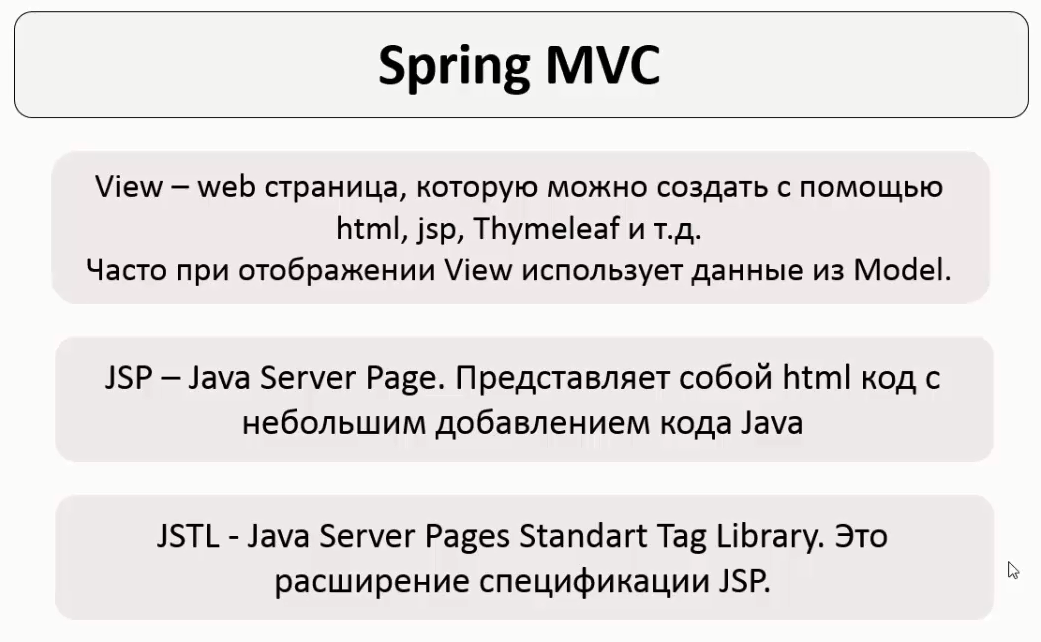 Spring MVC
View – web страница, которую можно создать с помощью
html, jsp, Thymeleaf и т.д.
Часто при отображении View использует данные из Model.
JSP – Java Server Page. Представляет собой html код с
небольшим добавлением кода Java
JSTL - Java Server Pages Standart Tag Library. Это
расширение спецификации JSP.